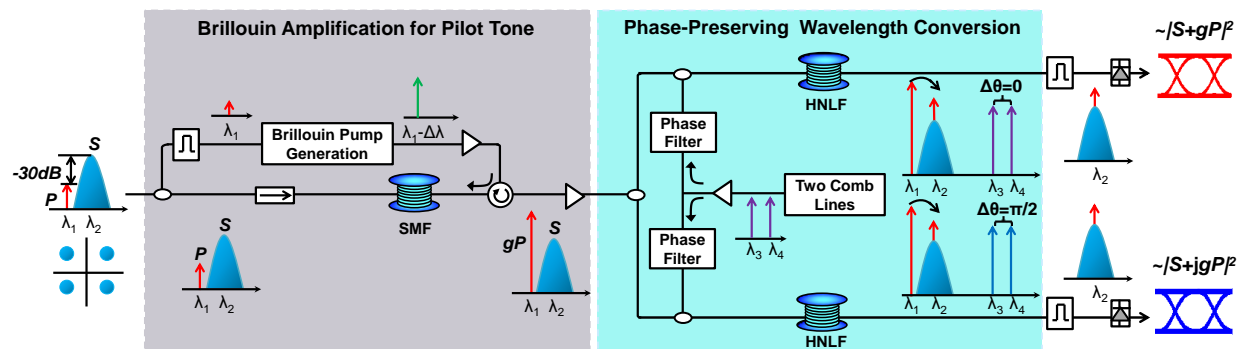 Brillouin Amplification for Pilot Tone
Phase-Preserving Wavelength Conversion
~|S+gP|²
HNLF
Δθ=0
λ₁
λ₁-Δλ
Brillouin Pump
Generation
Phase
Filter
λ₁ λ₂
λ₃ λ₄
λ₂
S
-30dB
P
λ₁ λ₂
SMF
Two Comb
Lines
λ₃ λ₄
Δθ=π/2
P
λ₁ λ₂
gP
S
λ₁ λ₂
Phase
Filter
λ₁ λ₂
λ₃ λ₄
λ₂
HNLF
~|S+jgP|²